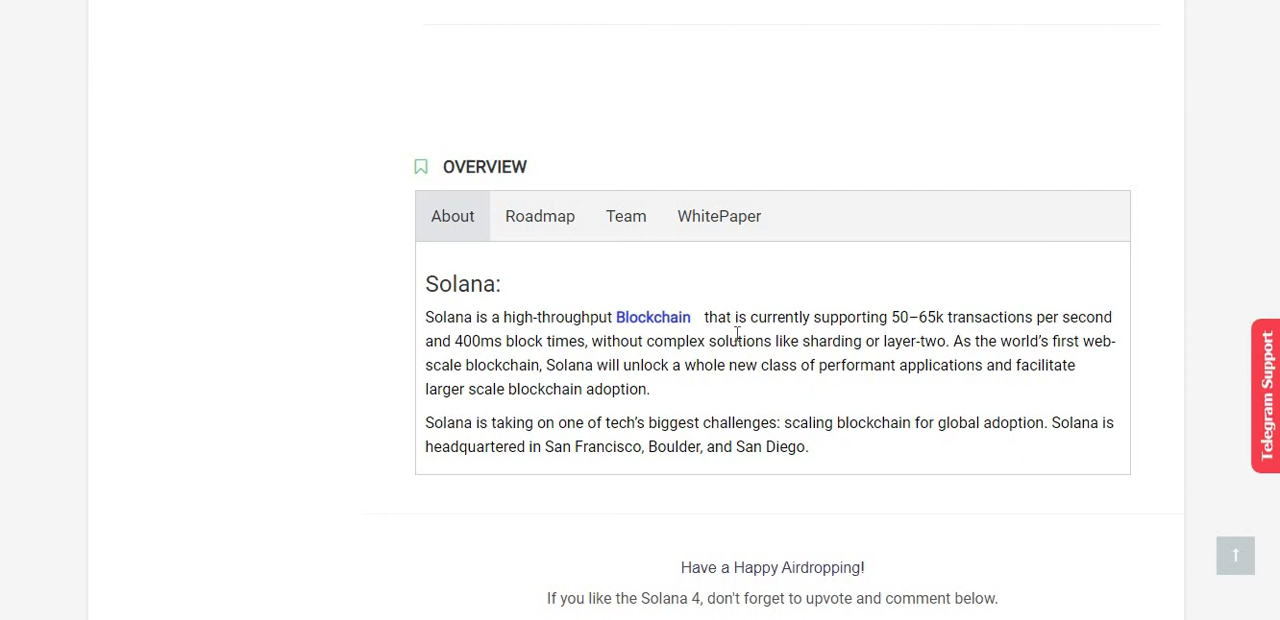 OVERVIEW
About Roadmap Team WhitePaper
Solana:
Solana is a high-throughput Blockchain that is currently supporting 50–65k transactions per second
and 400ms block times, without complex solutions like sharding or layer-two. As the world’s first web-
scale blockchain, Solana will unlock a whole new class of performant applications and facilitate
larger scale blockchain adoption.
Solana is taking on one of tech’s biggest challenges: scaling blockchain for global adoption. Solana is
headquartered in San Francisco, Boulder, and San Diego.
Telegram Support
Have a Happy Airdropping!
If you like the Solana 4, don't forget to upvote and comment below.